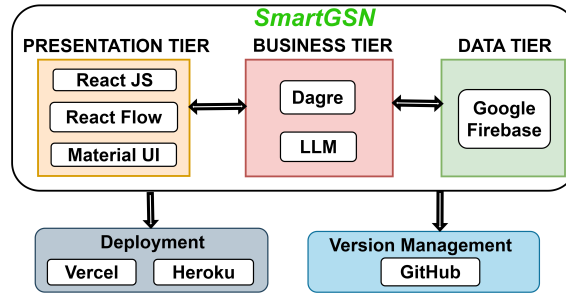 SmartGSN
PRESENTATION TIER
BUSINESS TIER
DATA TIER
React JS
React Flow
Material UI
Dagre
LLM
Google
Firebase
Deployment
Vercel
Heroku
Version Management
GitHub